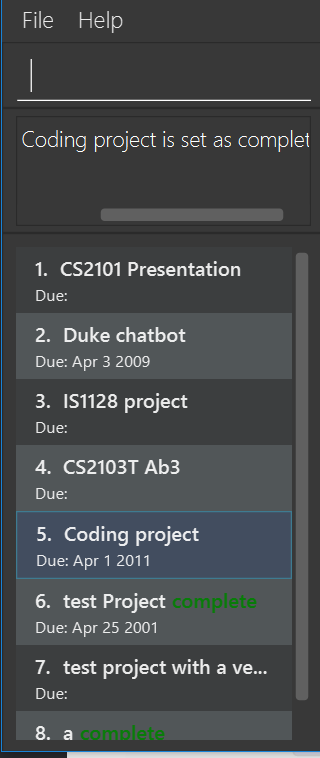 File Help
Coding project is set as complet
1. CS2101 Presentation
Due:
2. Duke chatbot
Due: Apr 3 2009
3. IS1128 project
Due:
4. CS2103T Ab3
Due:
5. Coding project
Due: Apr 1 2011
6. test Project complete
Due: Apr 25 2001
7. test project with a ve...
Due:
8. a complete